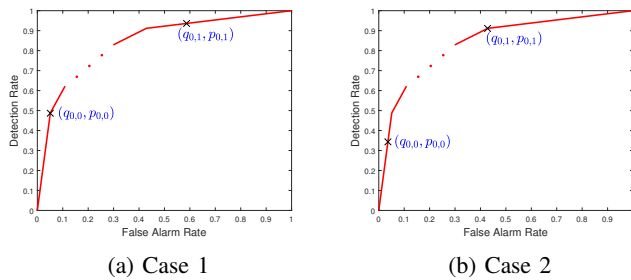 1
0.9
0.8
0.7
0.6
0.5
0.4
0.3
0.2
0.1
0
Detection Rate
(q0,1, p0,1)
(q0,0, p0,0)
0 0.1 0.2 0.3 0.4 0.5 0.6 0.7 0.8 0.9 1
False Alarm Rate
(a) Case 1
1
0.9
0.8
0.7
0.6
0.5
0.4
0.3
0.2
0.1
0
Detection Rate
(q0,1, p0,1)
(q0,0, p0,0)
0 0.1 0.2 0.3 0.4 0.5 0.6 0.7 0.8 0.9
False Alarm Rate
(b) Case 2